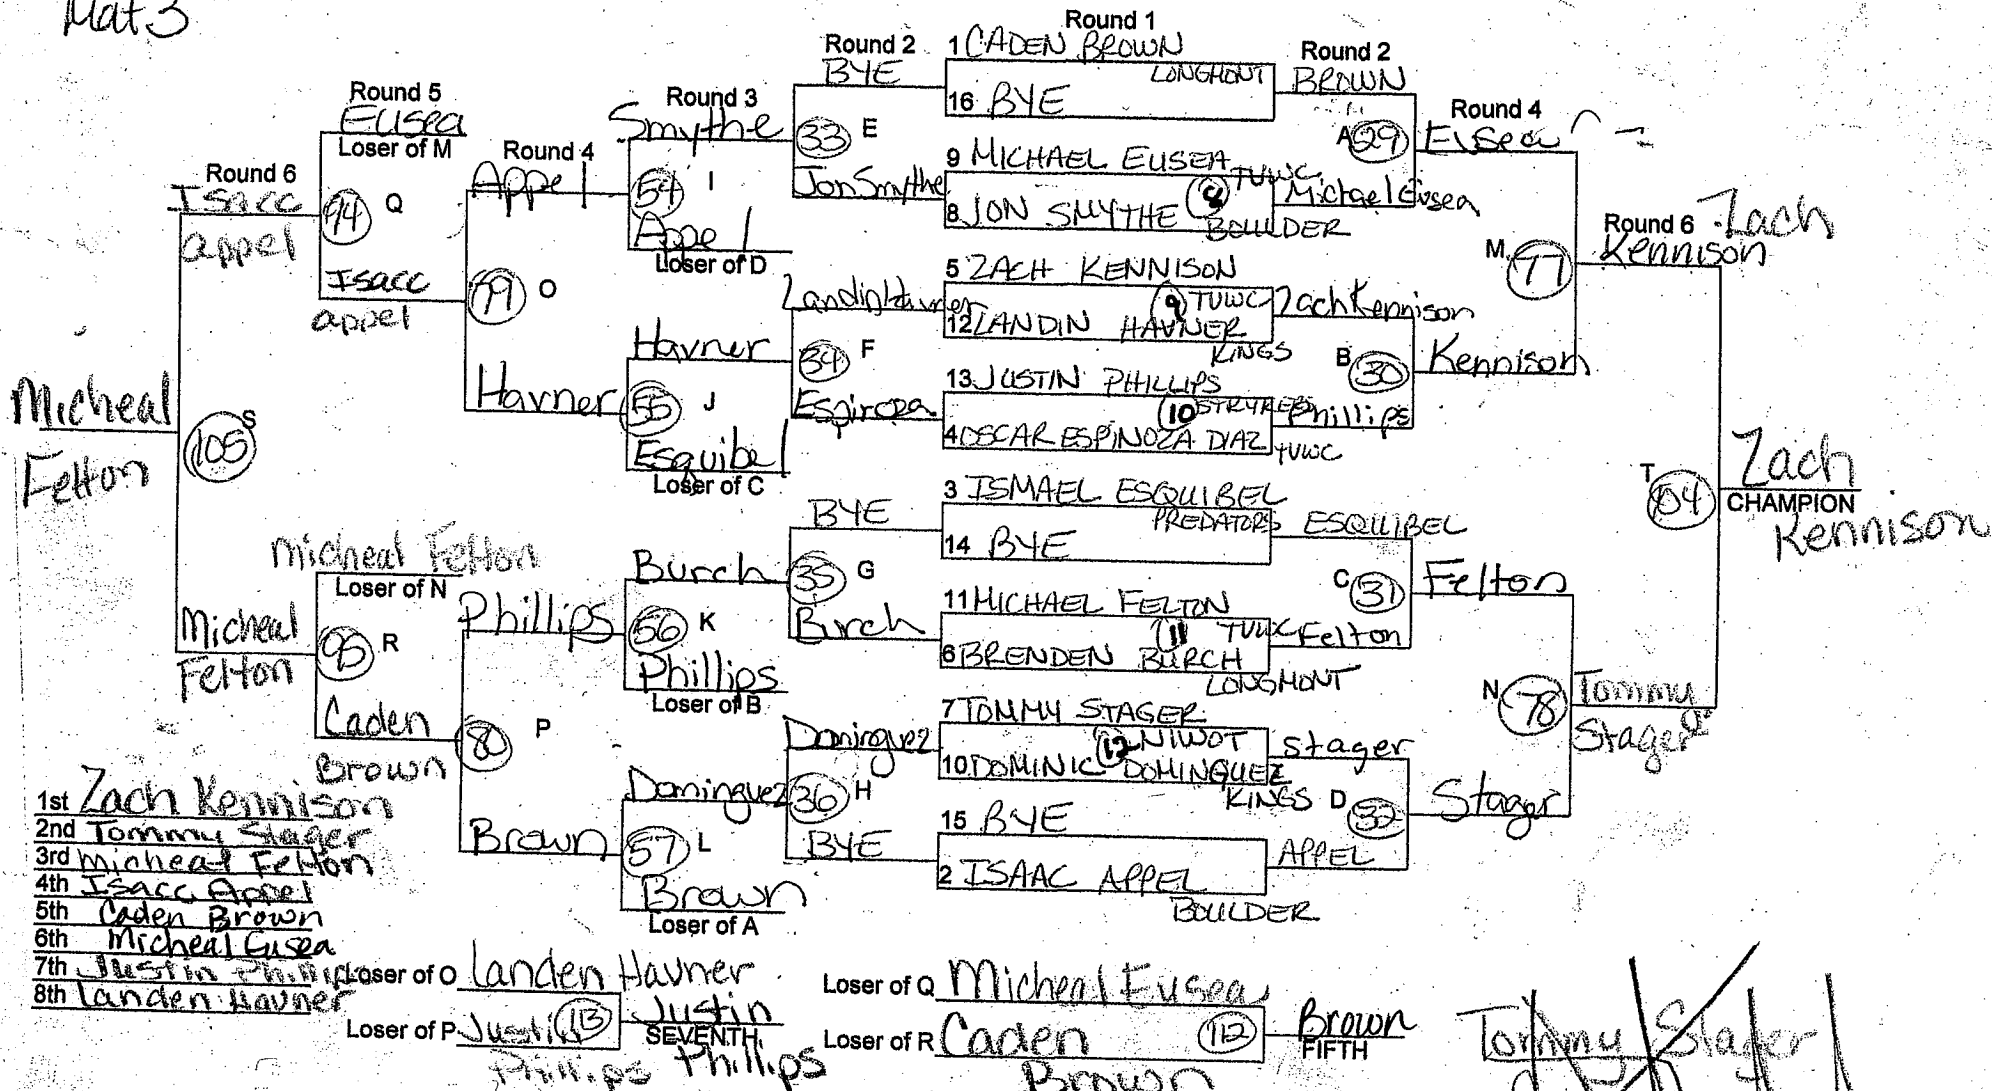 Mat 3
Round 1
Round 2
1 CADEN BROWN
Round 2
BYE
LONGMONT
BROWN
16 BYE
Round 5
Eusea
Loser of M
Round 3
Smythe
33 E
Round 4
A 29
Eusea
Round 4
Appel
54 I
9 MICHAEL EUSEA
TUWC
8
Round 6
Isacc
appel
94 Q
Jon Smythe
8 JON SMYTHE
BOULDER
Michael Eusea
Appel
Loser of D
Round 6
Zach
Kennison
M 77
5 ZACH KENNISON
Isacc
appel
79 O
Landin Havner
9 TUWC
Zach Kennison
12 LANDIN HAVNER
KINGS
Havner
34 F
B 30
Kennison
13 JUSTIN PHILLIPS
Micheal
Felton
105 S
Havner
55 J
Espinoza
10 STRYKERS
Phillips
4 OSCAR ESPINOZA DIAZ
TUWC
Esquibel
Loser of C
T 104
Zach
CHAMPION
Kennison
3 ISMAEL ESQUIBEL
BYE
PREDATORS
ESQUIBEL
14 BYE
Micheal Felton
Loser of N
Burch
35 G
C 31
Felton
Phillips
56 K
11 MICHAEL FELTON
Micheal
Felton
95 R
Burch
11 TUWC
Felton
6 BRENDEN BURCH
LONGMONT
Phillips
Loser of B
N 78
Tommy
Stager
7 TOMMY STAGER
Caden
Brown
80 P
Dominguez
12 NIWOT
stager
10 DOMINIC DOMINGUEZ
KINGS
Dominguez
36 H
D 32
Stager
15 BYE
Brown
57 L
BYE
APPEL
2 ISAAC APPEL
BOULDER
Brown
Loser of A
1st Zach Kennison
2nd Tommy Stager
3rd Micheal Felton
4th Isacc Appel
5th Caden Brown
6th Micheal Eusea
7th Justin Phillips
8th Landen Havner
Loser of O Landen Havner
Loser of P Justin Phillips
113
Justin
SEVENTH
Phillips
Loser of Q Micheal Eusea
Loser of R Caden Brown
112
Brown
FIFTH
Tommy Stager